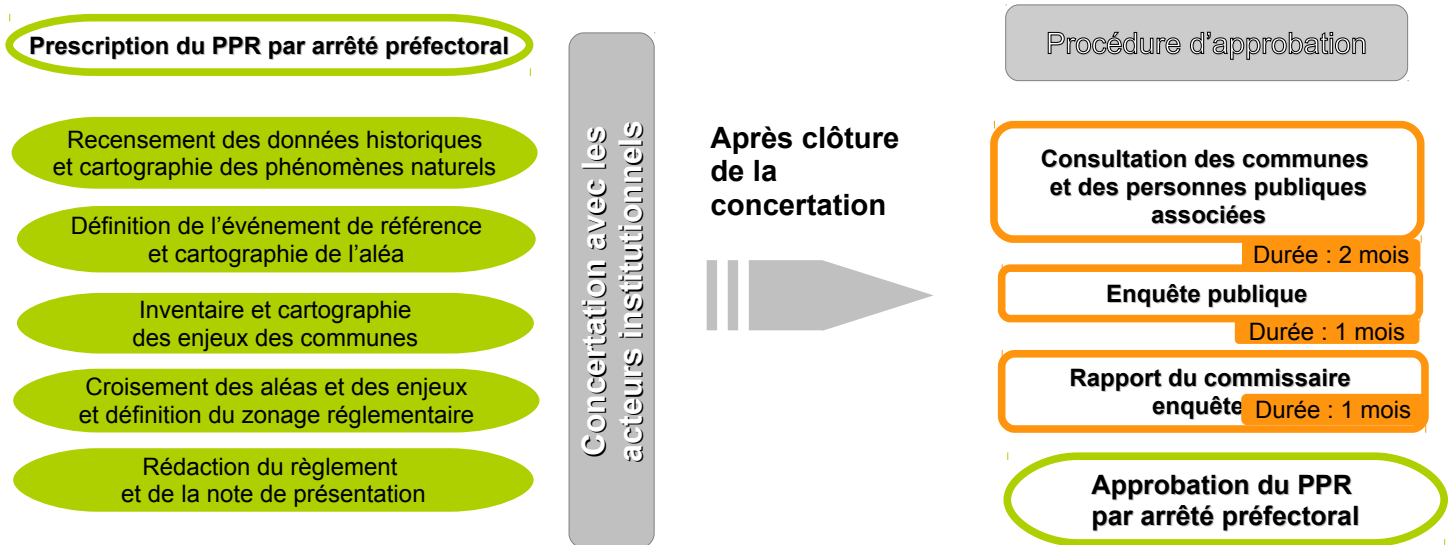 Prescription du PPR par arrêté préfectoral
Recensement des données historiques
et cartographie des phénomènes naturels
Définition de l'événement de référence
et cartographie de l'aléa
Inventaire et cartographie
des enjeux des communes
Croisement des aléas et des enjeux
et définition du zonage réglementaire
Rédaction du règlement
et de la note de présentation
Concertation avec les
acteurs institutionnels
Après clôture
de la
concertation
Procédure d'approbation
Consultation des communes
et des personnes publiques
associées
Durée : 2 mois
Enquête publique
Durée : 1 mois
Rapport du commissaire
enquête
Durée : 1 mois
Approbation du PPR
par arrêté préfectoral